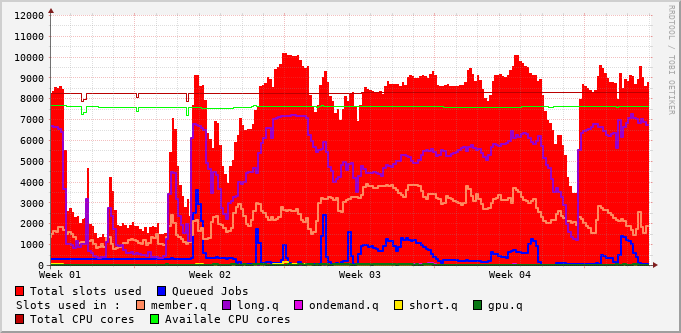 12000
11000
10000
9000
8000
7000
6000
5000
4000
3000
2000
1000
0
Week 01 Week 02 Week 03 Week 04
Total slots used Queued Jobs
Slots used in : member.q long.q ondemand.q short.q gpu.q
Total CPU cores Availale CPU cores
RRDTOOL / TOBI OETIKER